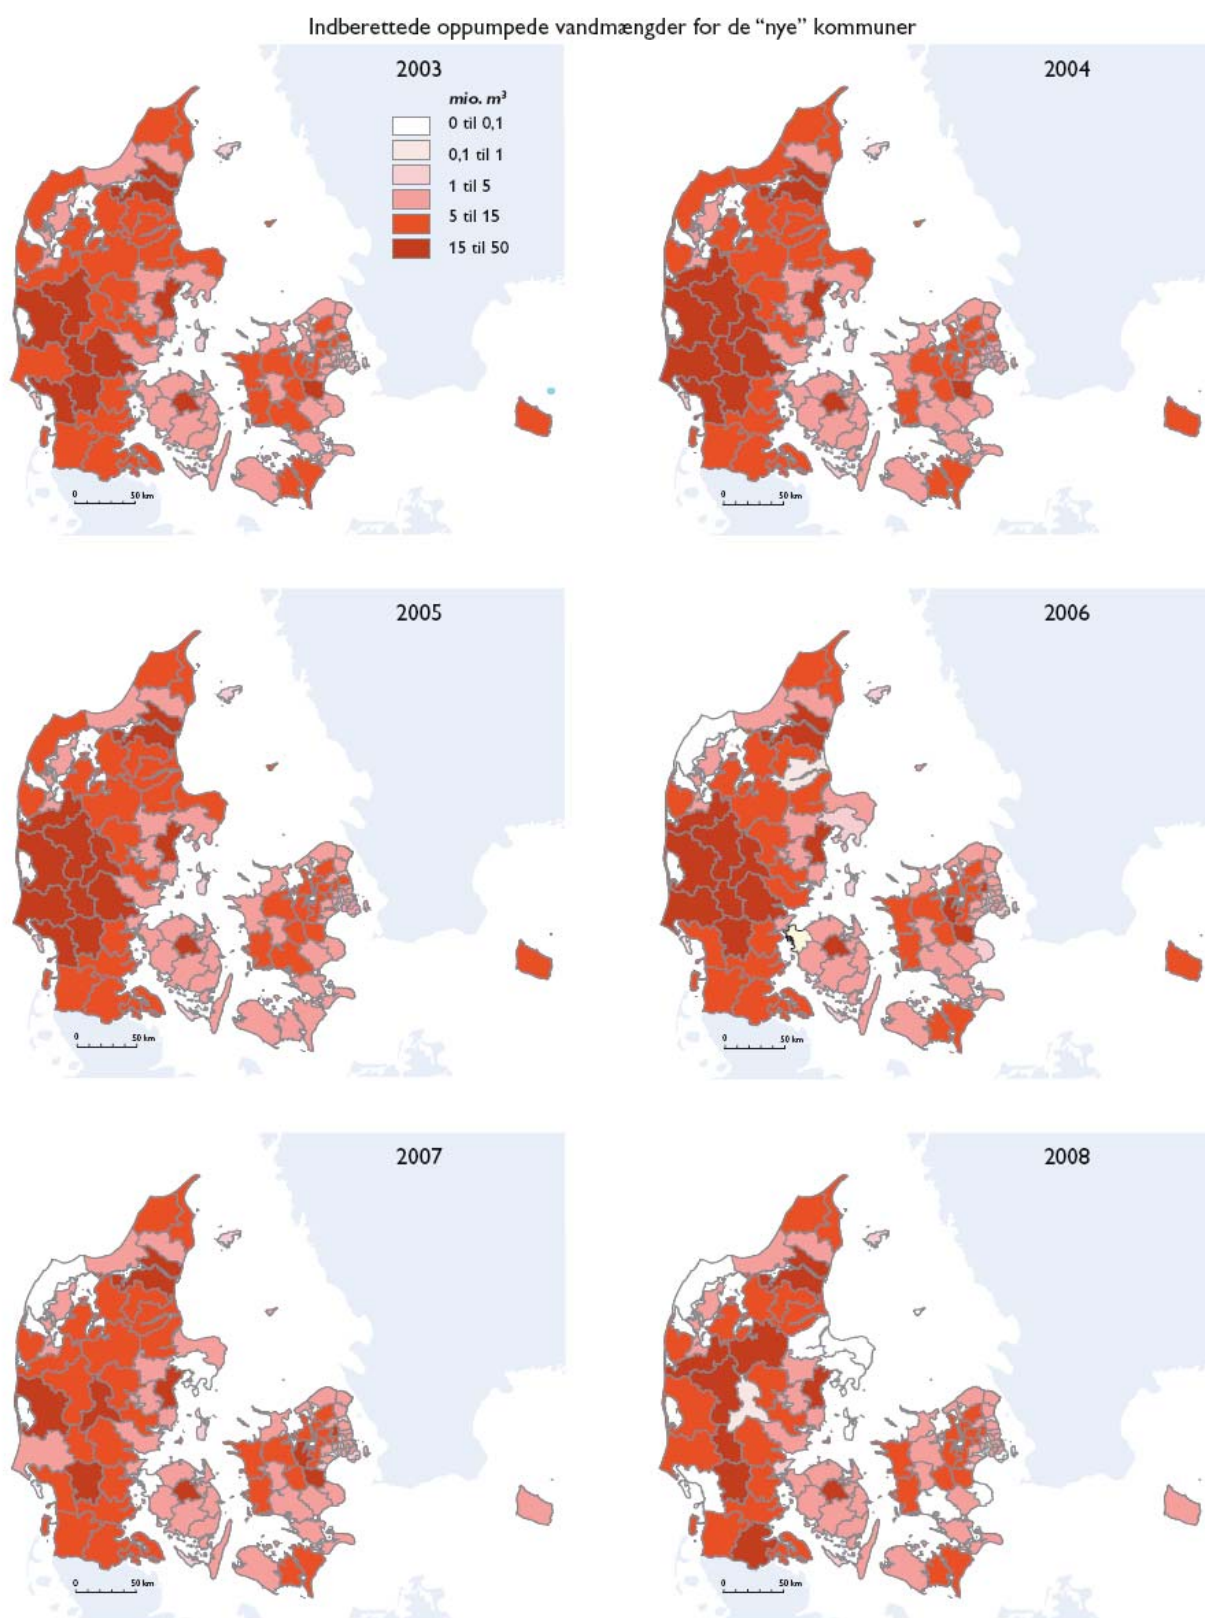 Indberettede oppumpede vandmængder for de “nye” kommuner
2003
mio. m³
0 til 0,1
0,1 til 1
1 til 5
5 til 15
15 til 50
0 50 km
2004
0 50 km
2005
0 50 km
2006
0 50 km
2007
0 50 km
2008
0 50 km